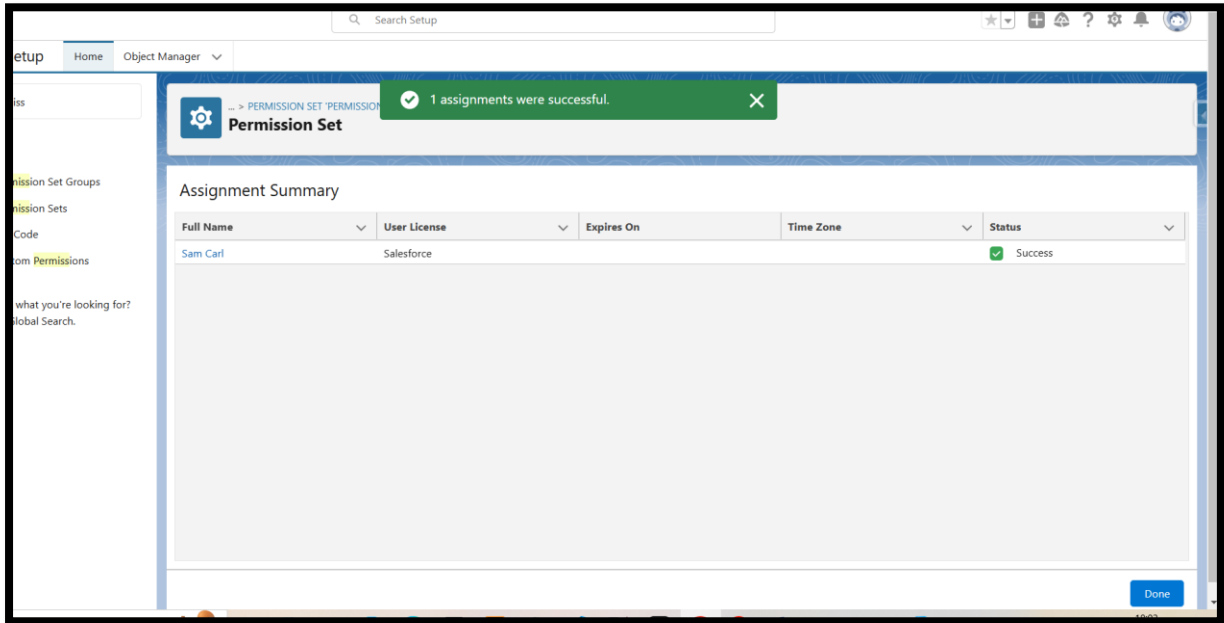 Search Setup
etup Home Object Manager
iss
... > PERMISSION SET 'PERMISSION
1 assignments were successful.
Permission Set
mission Set Groups
mission Sets
Code
tom Permissions
what you're looking for?
Global Search.
Assignment Summary
Full Name User License Expires On Time Zone Status
Sam Carl Salesforce Success
Done